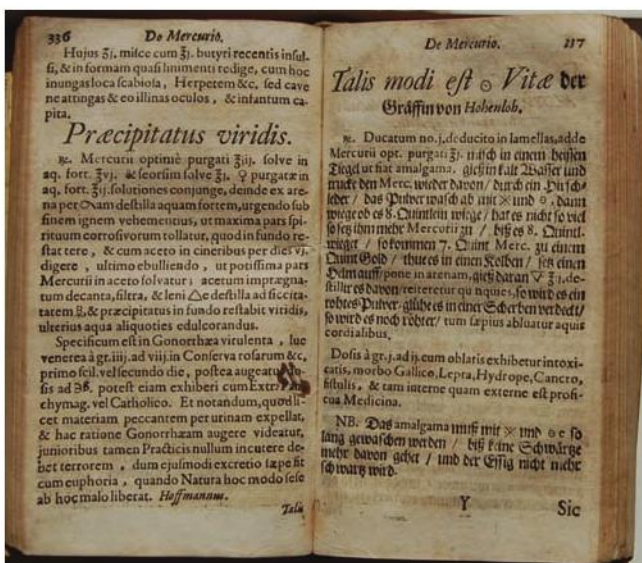 336 De Mercurio.
Hujus ℥j. misce cum ℥j. butyri recentis insul-
si, & in formam quasi linimenti redige, cum hoc
inungas loca scabiosa, Herpetem &c, sed cave
ne attingas & eo illinas oculos, & infantum ca-
pita.
Præcipitatus viridis.
℞. Mercurii optimè purgati ℥iij. solve in
aq. fort. ℥vj. & seorsim solve ℥j. ♀ purgatæ in
aq. fort. ℥ij. solutiones conjunge, deinde ex are-
na per destilla aquam fortem, urgendo sub
finem ignem vehementius, ut maxima pars spi-
rituum corrosivorum tollatur, quod in fundo re-
stat tere, & cum aceto in cineribus per dies vj.
digere, ultimo ebulliendo, ut potissima pars
Mercurii in aceto solvatur; acetum imprægna-
tum decanta, filtra, & leni △e destilla ad siccita-
tatem, & præcipitatus in fundo restabit viridis,
ulterius aqua aliquoties edulcorandus.
Specificum est in Gonorrhæa virulenta, lue
venerea à gr. iij. ad viij. in Conserva rosarum &c,
primo scil. vel secundo die, postea augeatur do-
sis ad ℈ß. potest eiam exhiberi cum Extr. Pan-
chymag. vel Catholico. Et notandum, quod li-
cet materiam peccantem per urinam expellat,
& hac ratione Gonorrhæam augere videatur,
junioribus tamen Practicis nullum incutere de-
bet terrorem, dum ejusmodi excretio sæpe fit
cum euphoria, quando Natura hoc modo sese
ab hoc malo liberat. Hoffmannus.
Talis
De Mercurio. 337
Talis modi est ☉ Vitæ der
Gräffin von Hohenloh.
℞. Ducatum no. j. deducito in lamellas, adde
Mercurii opt. purgati ℥j. misch in einem heissen
Tiegel ut fiat amalgama. gieß in kalt Wasser und
trucke den Merc. wieder davon / durch ein Hirsch-
leder / das Pulver wasch ab mit und, dann
wiege ob es 8. Quintlein wiege / hat es nicht so viel
so setz ihm mehr Mercurii zu / biß es 8. Quintl.
wieget / so kommen 7. Quint Merc. zu einem
Quint Gold / thue es in einen Kolben / setz einen
Helm auff / pone in arenam, gieß daran ▽ ℥j. de-
stillir es davon / reiteretur quinquies, so wird es ein
rohtes Pulver, glühe es in einer Scherben verdeckt /
so wird es noch röhter / tum sæpius abluatur aquis
cordialibus.
Dosis à gr. j. ad ij. cum oblatis exhibetur intoxi-
catis, morbo Gallico, Lepra, Hydrope, Cancro,
fistulis, & tam interne quam externe est profi-
cua Medicina.
NB. Das amalgama muß mit und so
lang gewaschen werden / biß keine Schwärtze
mehr davon gehet / und der Essig nicht mehr
schwartz wird.
Y Sic